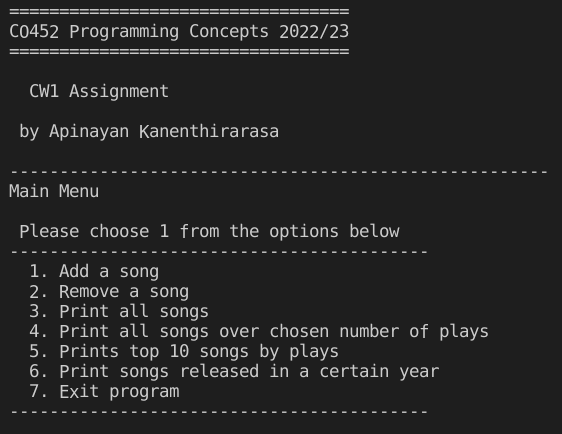 ==================================
CO452 Programming Concepts 2022/23
==================================
CW1 Assignment
by Apinayan Kanenthirarasa
------------------------------------------------------
Main Menu
Please choose 1 from the options below
------------------------------------------
1. Add a song
2. Remove a song
3. Print all songs
4. Print all songs over chosen number of plays
5. Prints top 10 songs by plays
6. Print songs released in a certain year
7. Exit program
------------------------------------------